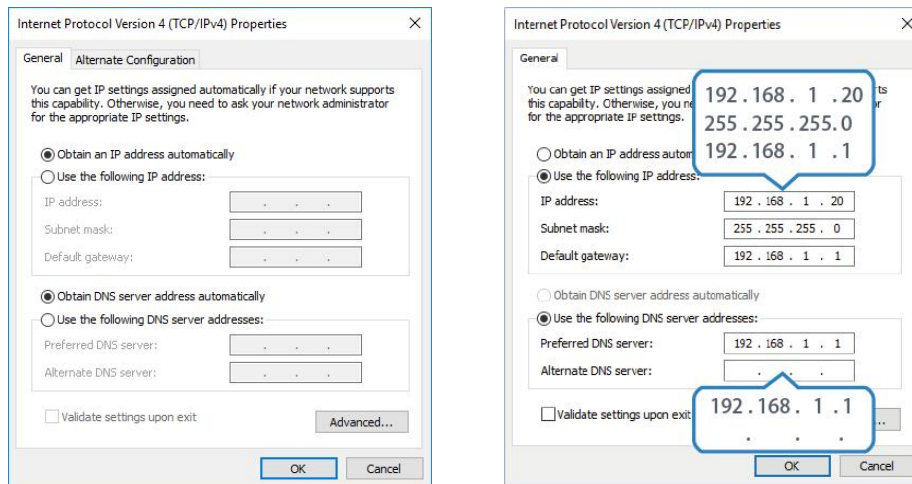 Internet Protocol Version 4 (TCP/IPv4) Properties
General
Alternate Configuration
You can get IP settings assigned automatically if your network supports
this capability. Otherwise, you need to ask your network administrator
for the appropriate IP settings.
Obtain an IP address automatically
Use the following IP address:
IP address: . . .
Subnet mask: . . .
Default gateway: . . .
Obtain DNS server address automatically
Use the following DNS server addresses:
Preferred DNS server: . . .
Alternate DNS server: . . .
Validate settings upon exit
Advanced...
OK
Cancel
Internet Protocol Version 4 (TCP/IPv4) Properties
General
You can get IP settings assigned
this capability. Otherwise, you
for the appropriate IP settings.
192.168. 1 .20
255.255.255.0
192.168. 1 .1
Obtain an IP address
Use the following IP address:
IP address: 192 . 168 . 1 . 20
Subnet mask: 255 . 255 . 255 . 0
Default gateway: 192 . 168 . 1 . 1
Obtain DNS server address automatically
Use the following DNS server addresses:
Preferred DNS server: 192 . 168 . 1 . 1
Alternate DNS server: . . .
Validate settings upon exit
192.168. 1 .1
. . .
OK
Cancel